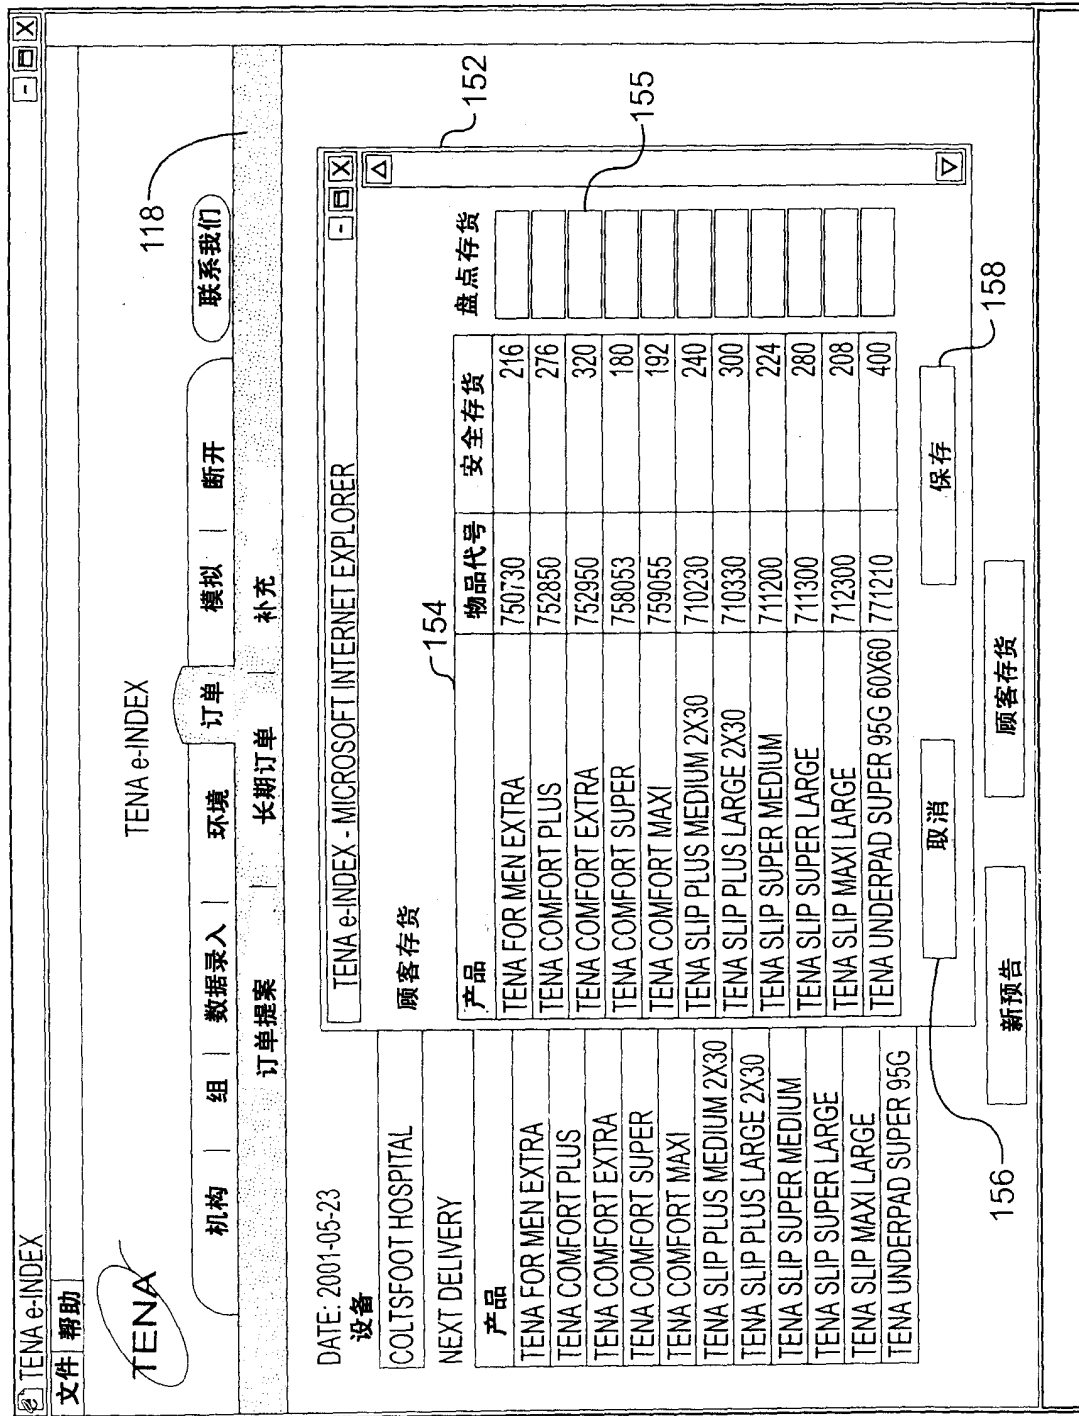 TENA e-INDEX
文件 帮助
TENA
TENA e-INDEX
机构 | 组 | 数据录入 | 环境 订单 模拟 | 断开 联系我们
118
订单提案 | 长期订单 | 补充
DATE: 2001-05-23
设备
COLTSFOOT HOSPITAL
NEXT DELIVERY
产品
TENA FOR MEN EXTRA
TENA COMFORT PLUS
TENA COMFORT EXTRA
TENA COMFORT SUPER
TENA COMFORT MAXI
TENA SLIP PLUS MEDIUM 2X30
TENA SLIP PLUS LARGE 2X30
TENA SLIP SUPER MEDIUM
TENA SLIP SUPER LARGE
TENA SLIP MAXI LARGE
TENA UNDERPAD SUPER 95G
TENA e-INDEX - MICROSOFT INTERNET EXPLORER
152
顾客存货
154
155
产品 物品代号 安全存货 盘点存货
TENA FOR MEN EXTRA 750730 216
TENA COMFORT PLUS 752850 276
TENA COMFORT EXTRA 752950 320
TENA COMFORT SUPER 758053 180
TENA COMFORT MAXI 759055 192
TENA SLIP PLUS MEDIUM 2X30 710230 240
TENA SLIP PLUS LARGE 2X30 710330 300
TENA SLIP SUPER MEDIUM 711200 224
TENA SLIP SUPER LARGE 711300 280
TENA SLIP MAXI LARGE 712300 208
TENA UNDERPAD SUPER 95G 60X60 771210 400
取消 保存
156 158
新预告 顾客存货